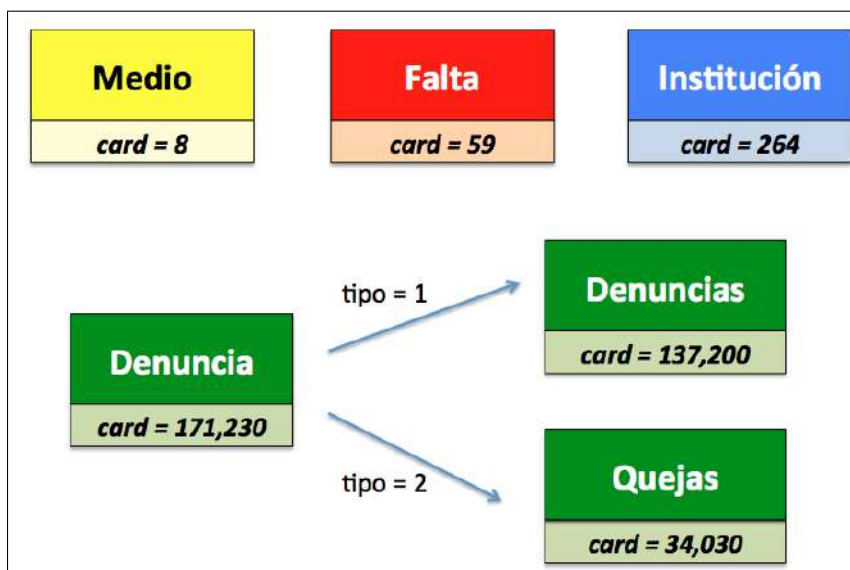 Medio
card = 8
Falta
card = 59
Institución
card = 264
tipo = 1
Denuncias
card = 137,200
Denuncia
card = 171,230
tipo = 2
Quejas
card = 34,030